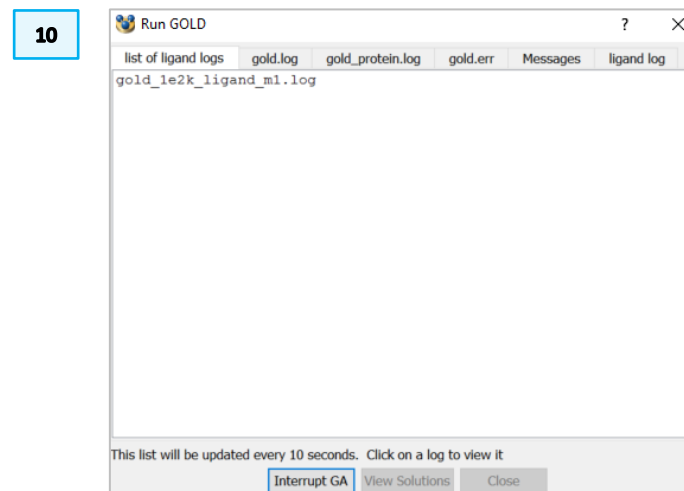 10
Run GOLD ? X
list of ligand logs gold.log gold_protein.log gold.err Messages ligand log
gold_1e2k_ligand_m1.log
This list will be updated every 10 seconds. Click on a log to view it
Interrupt GA View Solutions Close